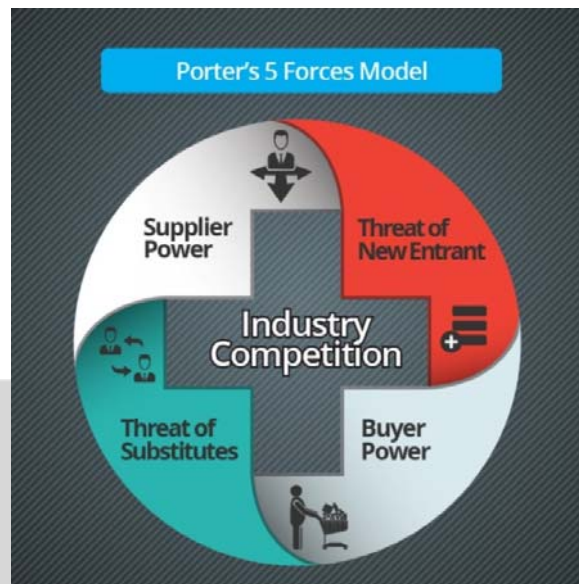 Porter's 5 Forces Model
Supplier
Power
Threat of
New Entrant
Industry
Competition
Threat of
Substitutes
Buyer
Power